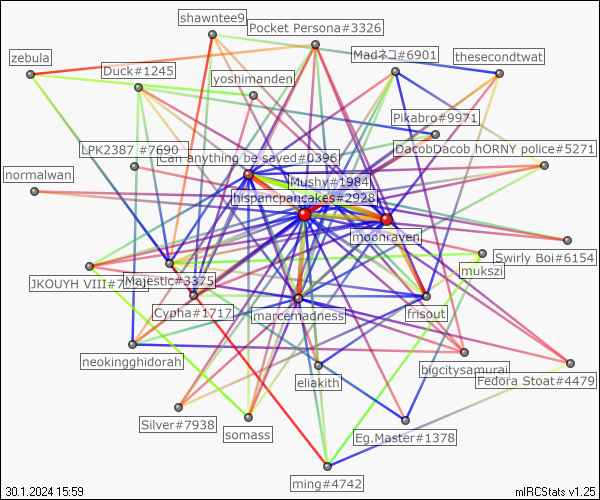 shawntee9
Pocket Persona#3326
zebula
Madネコ#6901
thesecondtwat
Duck#1245
yoshimanden
Pikabro#9971
LPK2387 #7690
Can anything be saved#0396
DacobDacob hORNY police#5271
normalwan
Mushy#1984
hispancpancakes#2928
moonraven
Swirly Boi#6154
mukszi
JKOUYH VIII#7
Majestic#3375
Cypha#1717
marcemadness
frisout
neokingghidorah
bigcitysamurai
eliakith
Fedora Stoat#4479
Silver#7938
somass
Eg.Master#1378
ming#4742
30.1.2024 15:59
mIRCStats v1.25